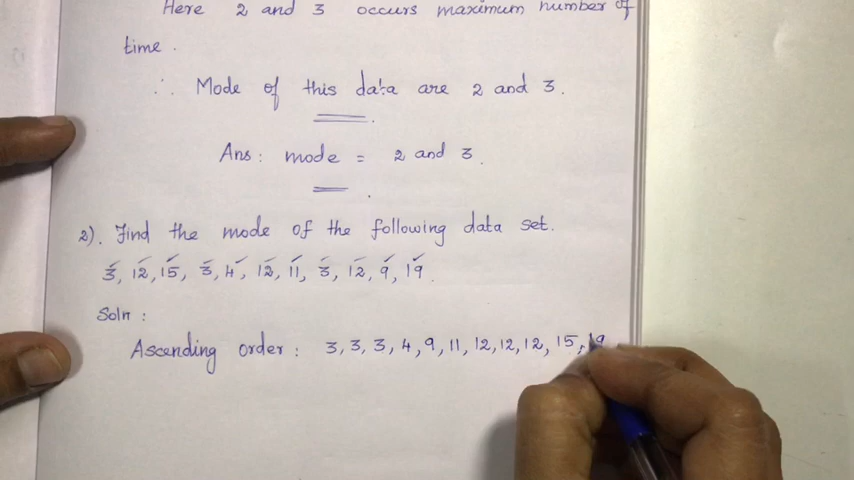 Here 2 and 3 occurs maximum number of
time.
∴ Mode of this data are 2 and 3.
Ans: mode = 2 and 3.
2). Find the mode of the following data set.
3, 12, 15, 3, 4, 12, 11, 3, 12, 9, 19.
Soln :
Ascending order : 3, 3, 3, 4, 9, 11, 12, 12, 12, 15, 19